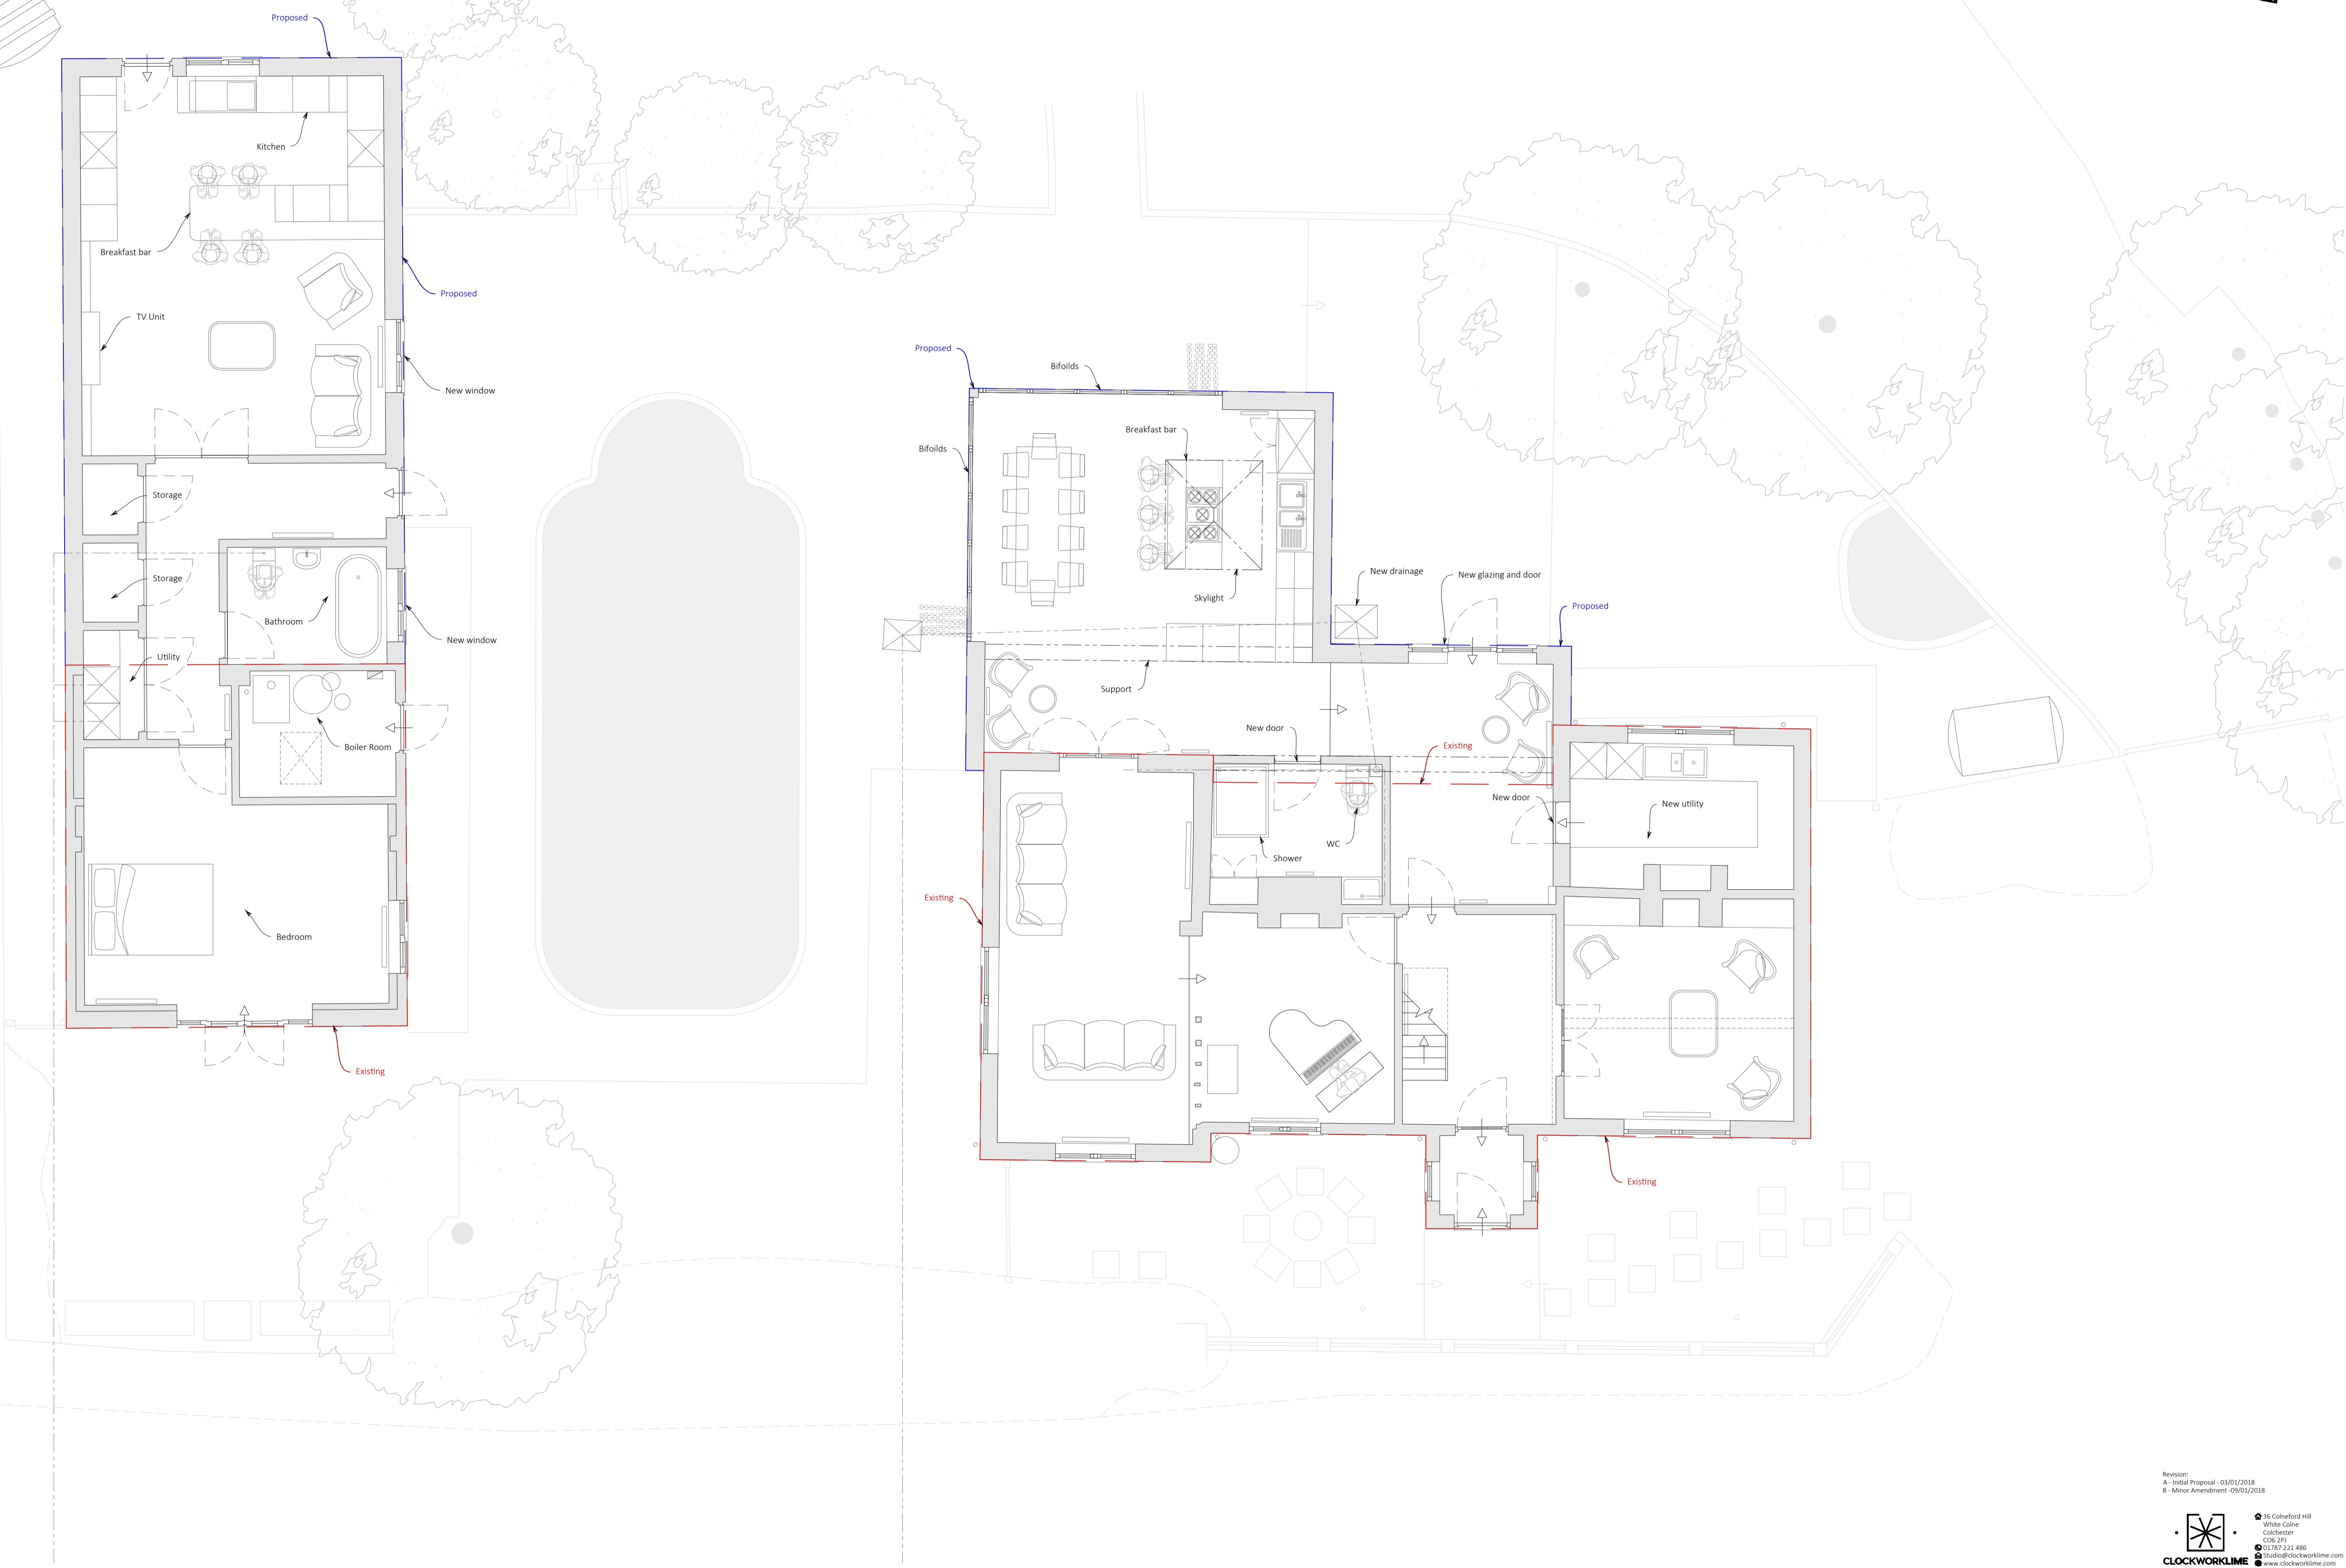 Proposed
Kitchen
Breakfast bar
Proposed
TV Unit
New window
Storage
Storage
Bathroom
Utility
New window
Boiler Room
Bedroom
Existing
Proposed
Bifoilds
Breakfast bar
Bifoilds
New drainage
New glazing and door
Skylight
Proposed
Support
New door
Existing
New door
New utility
WC
Shower
Existing
Existing
Revision:
A - Initial Proposal - 03/01/2018
B - Minor Amendment -09/01/2018
36 Colneford Hill
White Colne
Colchester
CO6 2PJ
01787 221 486
Studio@clockworklime.com
www.clockworklime.com
CLOCKWORKLIME